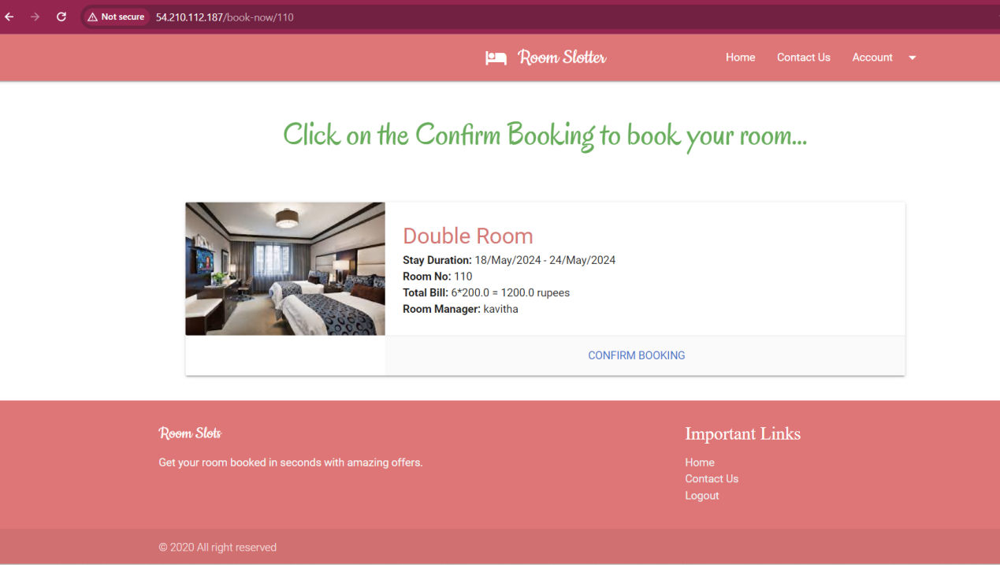 Not secure 54.210.112.187/book-now/110
Room Slotter Home Contact Us Account
Click on the Confirm Booking to book your room...
Double Room
Stay Duration: 18/May/2024 - 24/May/2024
Room No: 110
Total Bill: 6*200.0 = 1200.0 rupees
Room Manager: kavitha
CONFIRM BOOKING
Room Slots
Get your room booked in seconds with amazing offers.
Important Links
Home
Contact Us
Logout
© 2020 All right reserved